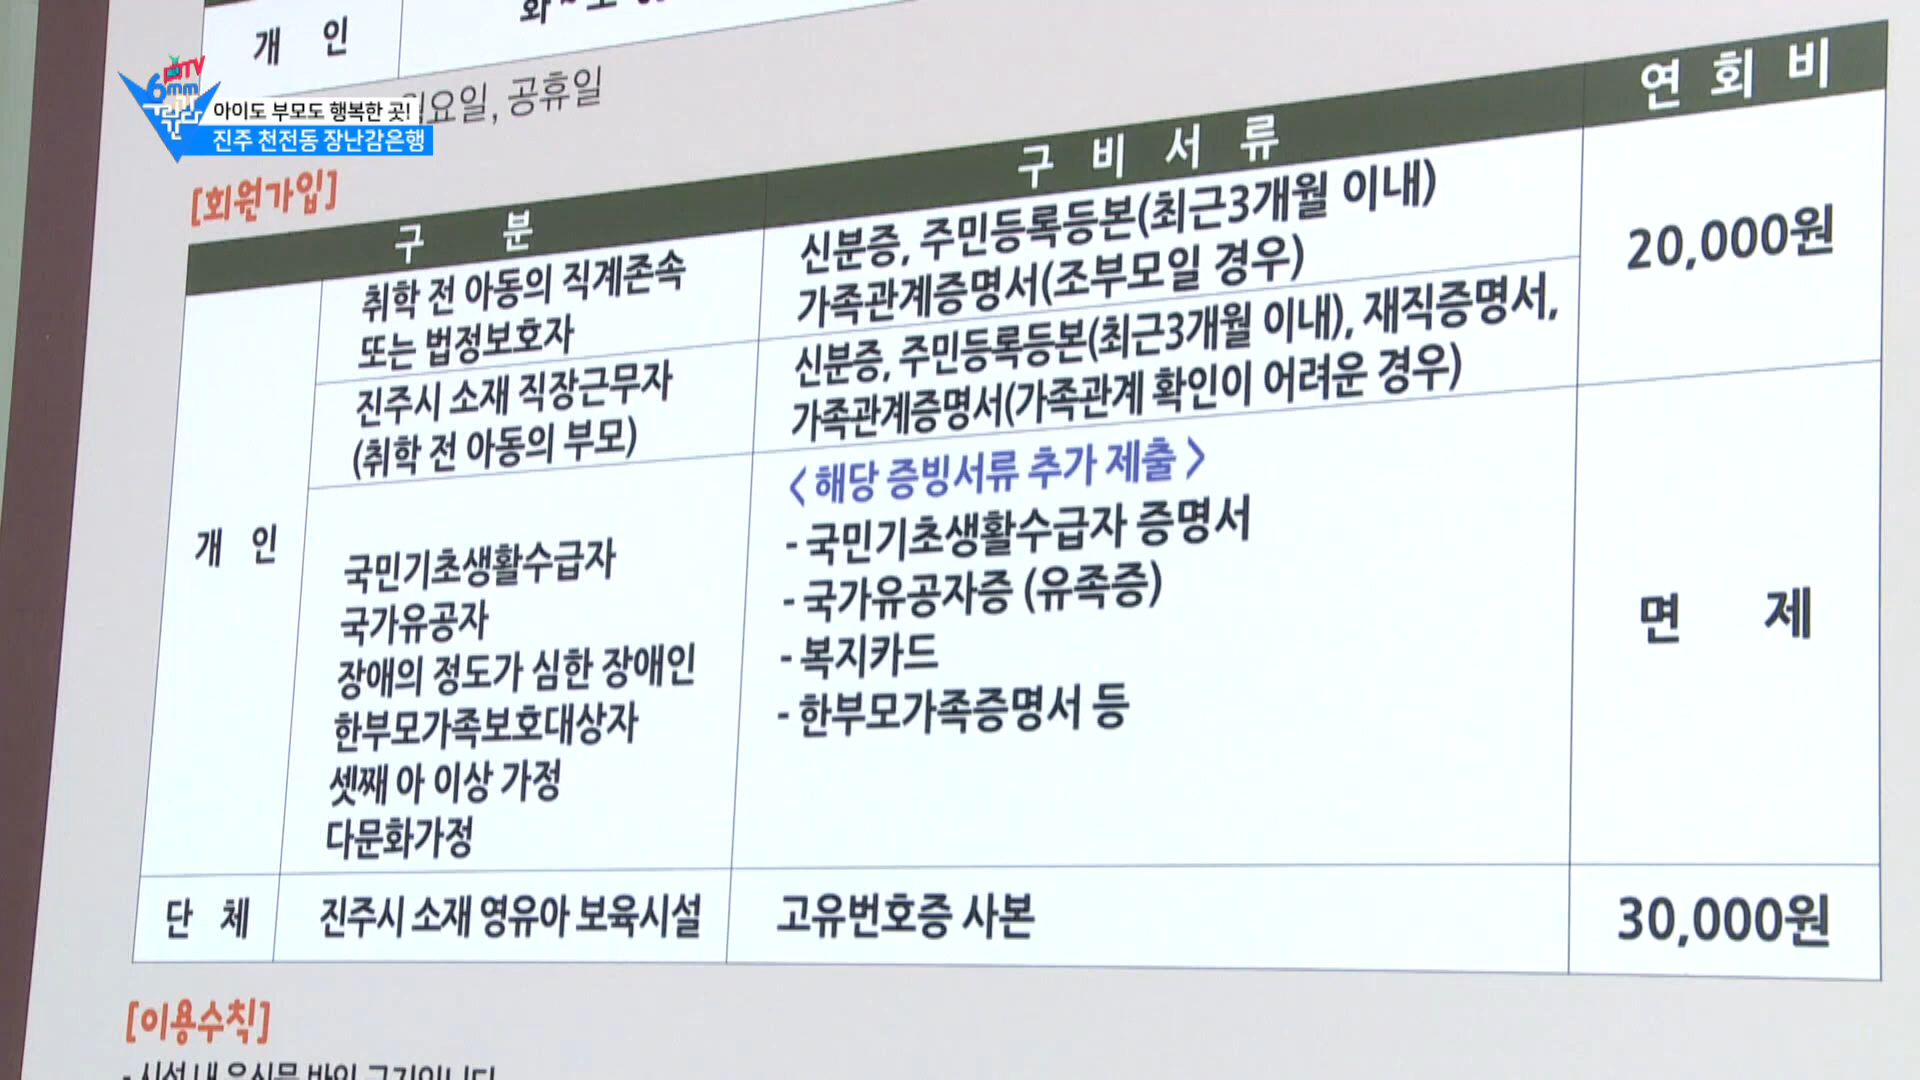 개 인
TV
6mm
아이도 부모도 행복한 곳!
진주 천전동 장난감은행
일요일, 공휴일
[회원가입]
구 분
구 비 서 류
연 회 비
취학 전 아동의 직계존속
또는 법정보호자
신분증, 주민등록등본(최근3개월 이내)
가족관계증명서(조부모일 경우)
20,000원
진주시 소재 직장근무자
(취학 전 아동의 부모)
신분증, 주민등록등본(최근3개월 이내), 재직증명서,
가족관계증명서(가족관계 확인이 어려운 경우)
개 인
국민기초생활수급자
국가유공자
장애의 정도가 심한 장애인
한부모가족보호대상자
셋째 아 이상 가정
다문화가정
< 해당 증빙서류 추가 제출 >
- 국민기초생활수급자 증명서
- 국가유공자증 (유족증)
- 복지카드
- 한부모가족증명서 등
면 제
단 체
진주시 소재 영유아 보육시설
고유번호증 사본
30,000원
[이용수칙]